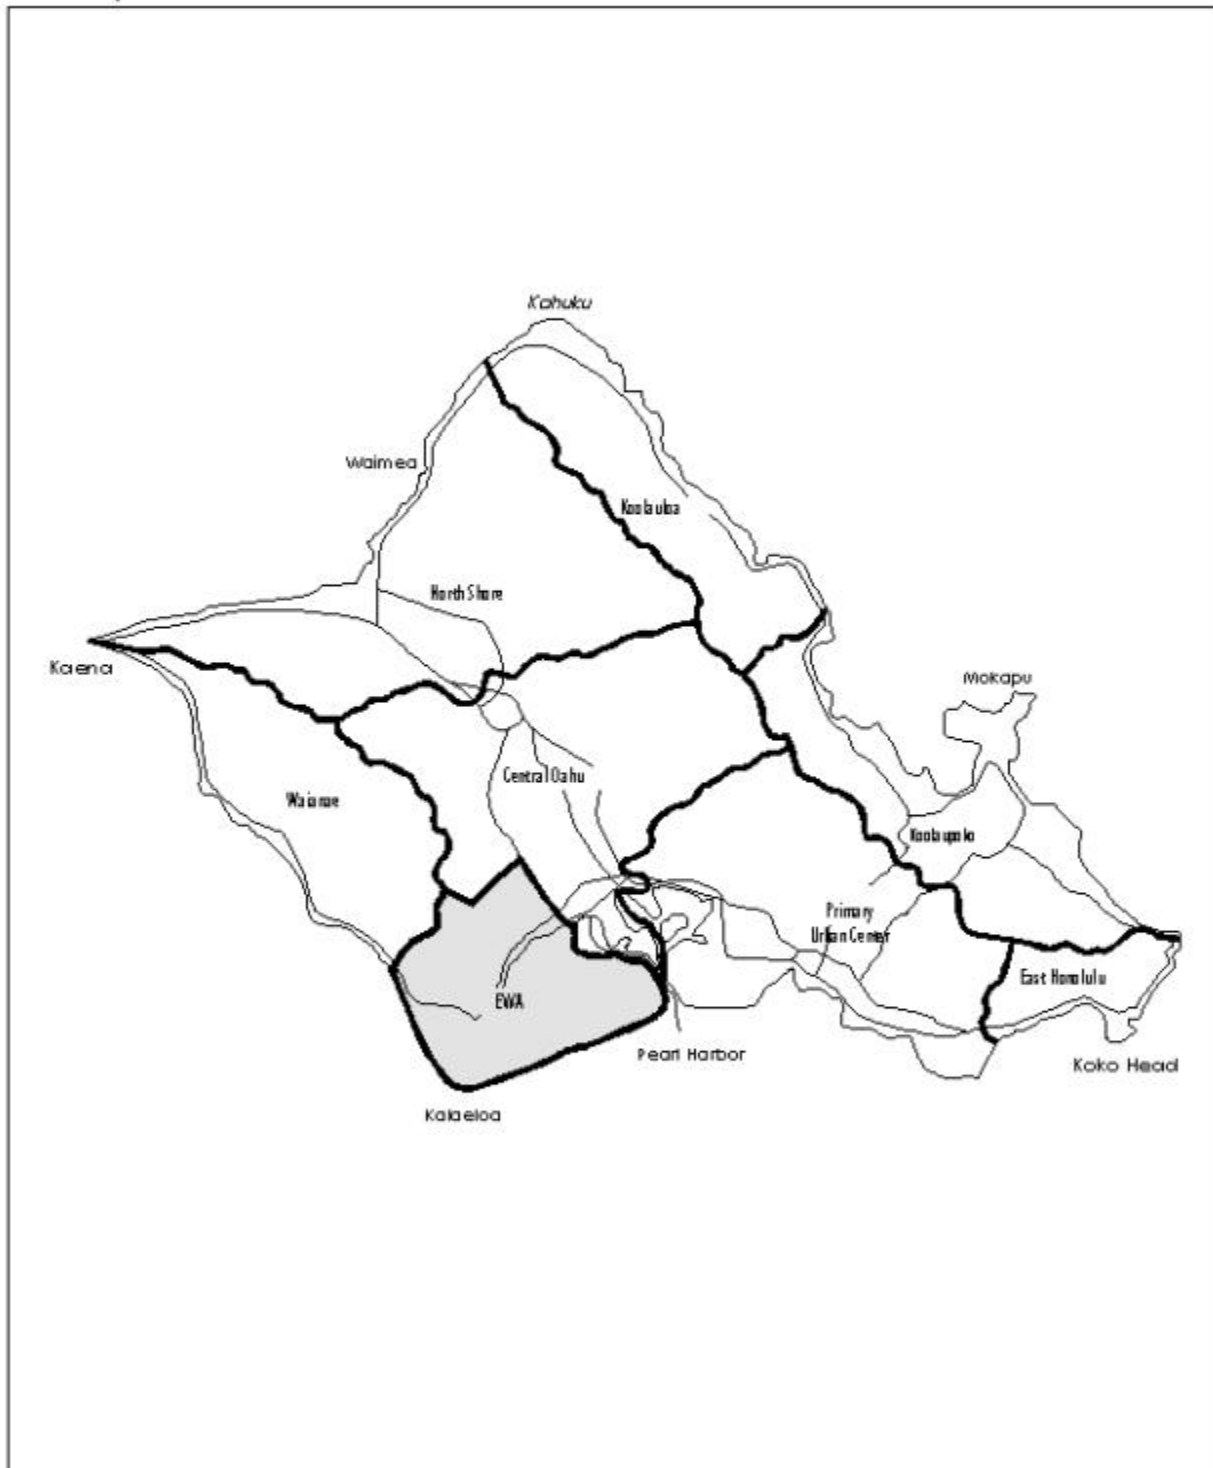 Kahuku
Waimea
Koolauloa
North Shore
Kaena
Mokapu
Central Oahu
Waianae
Koolaupoko
Primary
Urban Center
East Honolulu
EWA
Pearl Harbor
Koko Head
Kalaeloa